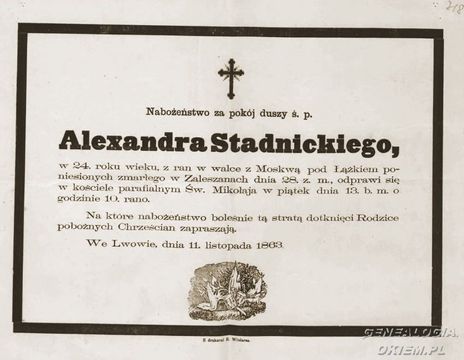 Nabożeństwo za pokój duszy ś. p.
Alexandra Stadnickiego,
w 24. roku wieku, z ran w walce z Moskwą pod Łążkiem po-
niesionych zmarłego w Zaleszanach dnia 28. z. m., odprawi się
w kościele parafialnym Św. Mikołaja w piątek dnia 13. b. m. o
godzinie 10. rano.
Na które nabożeństwo boleśnie tą stratą dotknięci Rodzice
pobożnych Chrześcian zapraszają.
We Lwowie, dnia 11. listopada 1863.
Z drukarni E. Winiarza.
GENEALOGIA.
OKIEM.PL